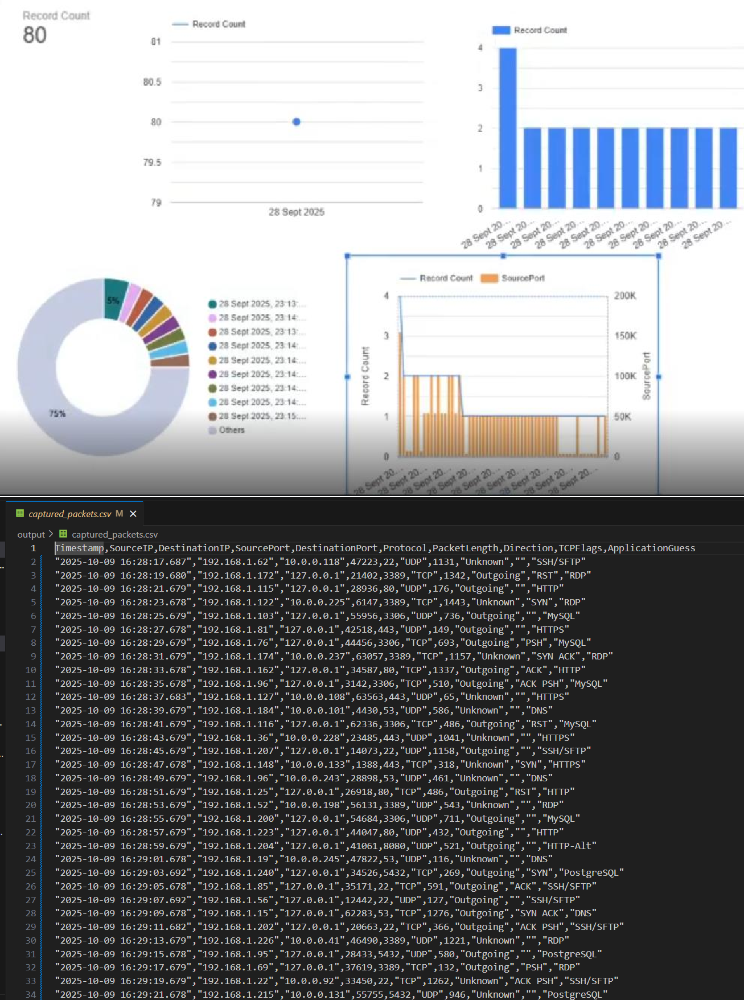 Record Count
80
Record Count
81
80.5
80
79.5
79
28 Sept 2025
Record Count
4
3
2
1
0
28 Sept 20...
28 Sept 20...
28 Sept 20...
28 Sept 20...
28 Sept 20...
28 Sept 20...
28 Sept 20...
28 Sept 20...
28 Sept 20...
28 Sept 20...
5%
75%
28 Sept 2025, 23:13:...
28 Sept 2025, 23:14:...
28 Sept 2025, 23:13:...
28 Sept 2025, 23:14:...
28 Sept 2025, 23:14:...
28 Sept 2025, 23:14:...
28 Sept 2025, 23:14:...
28 Sept 2025, 23:14:...
28 Sept 2025, 23:15:...
Others
Record Count SourcePort
4
3
2
1
0
Record Count
200K
150K
100K
50K
0
SourcePort
28 Sept 20...
28 Sept 20...
28 Sept 20...
28 Sept 20...
28 Sept 20...
28 Sept 20...
28 Sept 20...
28 Sept 20...
28 Sept 20...
captured_packets.csv M
output > captured_packets.csv
1 Timestamp,SourceIP,DestinationIP,SourcePort,DestinationPort,Protocol,PacketLength,Direction,TCPFlags,ApplicationGuess
2 "2025-10-09 16:28:17.687","192.168.1.62","10.0.0.118",47223,22,"UDP",1131,"Unknown","","SSH/SFTP"
3 "2025-10-09 16:28:19.680","192.168.1.172","127.0.0.1",21402,3389,"TCP",1342,"Outgoing","RST","RDP"
4 "2025-10-09 16:28:21.679","192.168.1.115","127.0.0.1",28936,80,"UDP",176,"Outgoing","","HTTP"
5 "2025-10-09 16:28:23.678","192.168.1.122","10.0.0.225",6147,3389,"TCP",1443,"Unknown","SYN","RDP"
6 "2025-10-09 16:28:25.679","192.168.1.103","127.0.0.1",55956,3306,"UDP",736,"Outgoing","","MySQL"
7 "2025-10-09 16:28:27.678","192.168.1.81","127.0.0.1",42518,443,"UDP",149,"Outgoing","","HTTPS"
8 "2025-10-09 16:28:29.679","192.168.1.76","127.0.0.1",44456,3306,"TCP",693,"Outgoing","PSH","MySQL"
9 "2025-10-09 16:28:31.679","192.168.1.174","10.0.0.237",63057,3389,"TCP",1157,"Unknown","SYN ACK","RDP"
10 "2025-10-09 16:28:33.678","192.168.1.162","127.0.0.1",34587,80,"TCP",1337,"Outgoing","ACK","HTTP"
11 "2025-10-09 16:28:35.678","192.168.1.96","127.0.0.1",3142,3306,"TCP",510,"Outgoing","ACK PSH","MySQL"
12 "2025-10-09 16:28:37.683","192.168.1.127","10.0.0.108",63563,443,"UDP",65,"Unknown","","HTTPS"
13 "2025-10-09 16:28:39.679","192.168.1.184","10.0.0.101",4430,53,"UDP",586,"Unknown","","DNS"
14 "2025-10-09 16:28:41.679","192.168.1.116","127.0.0.1",62336,3306,"TCP",486,"Outgoing","RST","MySQL"
15 "2025-10-09 16:28:43.679","192.168.1.36","10.0.0.228",23485,443,"UDP",1041,"Unknown","","HTTPS"
16 "2025-10-09 16:28:45.679","192.168.1.207","127.0.0.1",14073,22,"UDP",1158,"Outgoing","","SSH/SFTP"
17 "2025-10-09 16:28:47.678","192.168.1.148","10.0.0.133",1388,443,"TCP",318,"Unknown","SYN","HTTPS"
18 "2025-10-09 16:28:49.679","192.168.1.96","10.0.0.243",28898,53,"UDP",461,"Unknown","","DNS"
19 "2025-10-09 16:28:51.679","192.168.1.25","127.0.0.1",26918,80,"TCP",486,"Outgoing","RST","HTTP"
20 "2025-10-09 16:28:53.679","192.168.1.52","10.0.0.198",56131,3389,"UDP",543,"Unknown","","RDP"
21 "2025-10-09 16:28:55.679","192.168.1.200","127.0.0.1",54684,3306,"UDP",711,"Outgoing","","MySQL"
22 "2025-10-09 16:28:57.679","192.168.1.223","127.0.0.1",44047,80,"UDP",432,"Outgoing","","HTTP"
23 "2025-10-09 16:28:59.679","192.168.1.204","127.0.0.1",41061,8080,"UDP",521,"Outgoing","","HTTP-Alt"
24 "2025-10-09 16:29:01.678","192.168.1.19","10.0.0.245",47822,53,"UDP",116,"Unknown","","DNS"
25 "2025-10-09 16:29:03.692","192.168.1.240","127.0.0.1",34526,5432,"TCP",269,"Outgoing","SYN","PostgreSQL"
26 "2025-10-09 16:29:05.678","192.168.1.85","127.0.0.1",35171,22,"TCP",591,"Outgoing","ACK","SSH/SFTP"
27 "2025-10-09 16:29:07.692","192.168.1.56","127.0.0.1",12442,22,"UDP",127,"Outgoing","","SSH/SFTP"
28 "2025-10-09 16:29:09.678","192.168.1.15","127.0.0.1",62283,53,"TCP",1276,"Outgoing","SYN ACK","DNS"
29 "2025-10-09 16:29:11.682","192.168.1.202","127.0.0.1",20663,22,"TCP",366,"Outgoing","ACK PSH","SSH/SFTP"
30 "2025-10-09 16:29:13.679","192.168.1.226","10.0.0.41",46490,3389,"UDP",1221,"Unknown","","RDP"
31 "2025-10-09 16:29:15.678","192.168.1.95","127.0.0.1",28433,5432,"UDP",580,"Outgoing","","PostgreSQL"
32 "2025-10-09 16:29:17.679","192.168.1.69","127.0.0.1",37619,3389,"TCP",132,"Outgoing","PSH","RDP"
33 "2025-10-09 16:29:19.679","192.168.1.22","10.0.0.92",33450,22,"TCP",1262,"Unknown","ACK PSH","SSH/SFTP"
34 "2025-10-09 16:29:21.678","192.168.1.215","10.0.0.131",55755,5432,"UDP",946,"Unknown","","PostgreSQL"